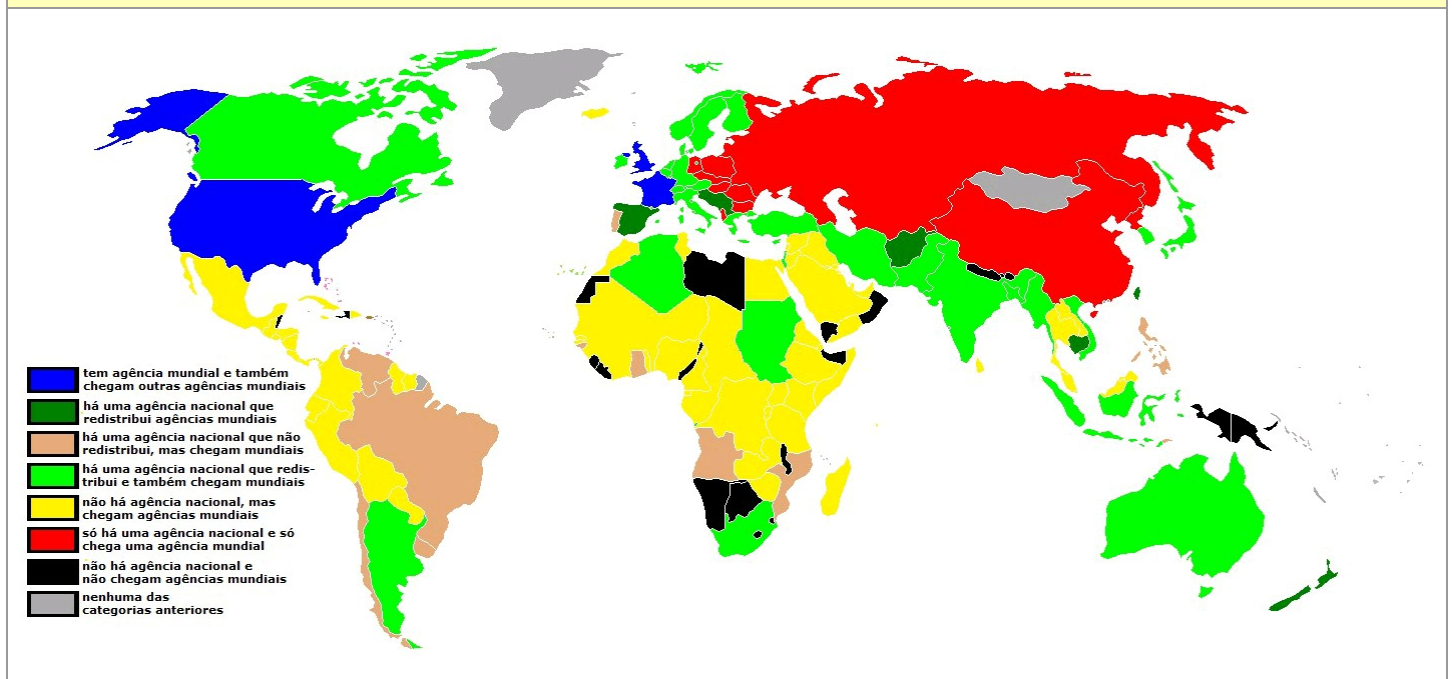 tem agência mundial e também
chegam outras agências mundiais
há uma agência nacional que
redistribui agências mundiais
há uma agência nacional que não
redistribui, mas chegam mundiais
há uma agência nacional que redis-
tribui e também chegam mundiais
não há agência nacional, mas
chegam agências mundiais
só há uma agência nacional e só
chega uma agência mundial
não há agência nacional e
não chegam agências mundiais
nenhuma das
categorias anteriores